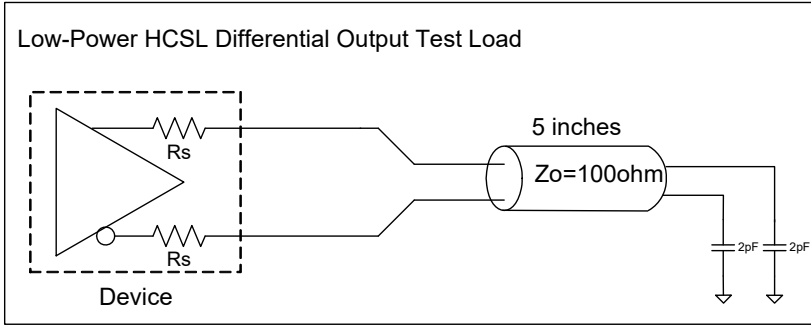 Low-Power HCSL Differential Output Test Load
5 inches
Rs
Zo=100ohm
Rs
2pF
2pF
Device